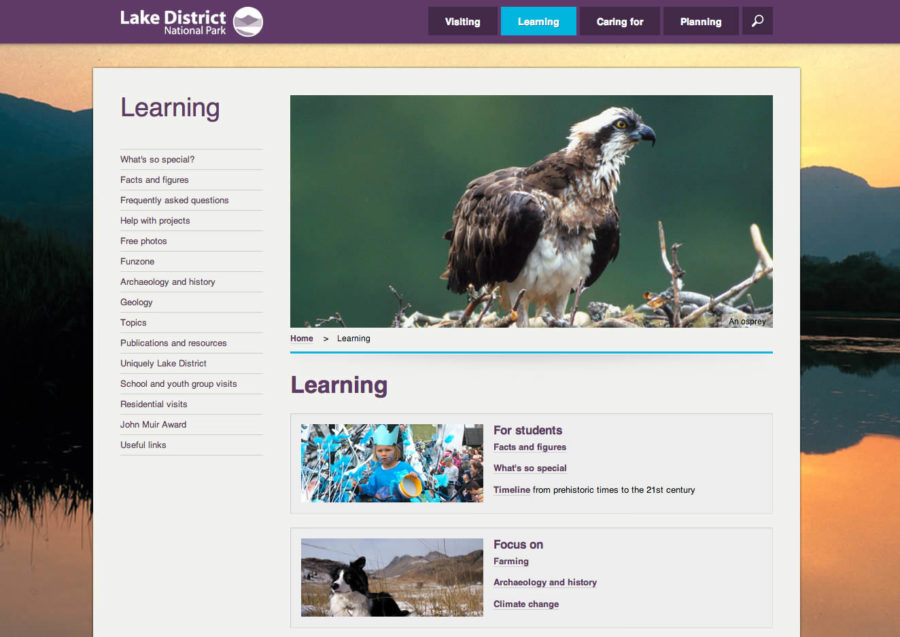 Lake District
National Park
Visiting
Learning
Caring for
Planning
Learning
What's so special?
Facts and figures
Frequently asked questions
Help with projects
Free photos
Funzone
Archaeology and history
Geology
Topics
Publications and resources
Uniquely Lake District
School and youth group visits
Residential visits
John Muir Award
Useful links
An osprey
Home > Learning
Learning
For students
Facts and figures
What's so special
Timeline from prehistoric times to the 21st century
Focus on
Farming
Archaeology and history
Climate change